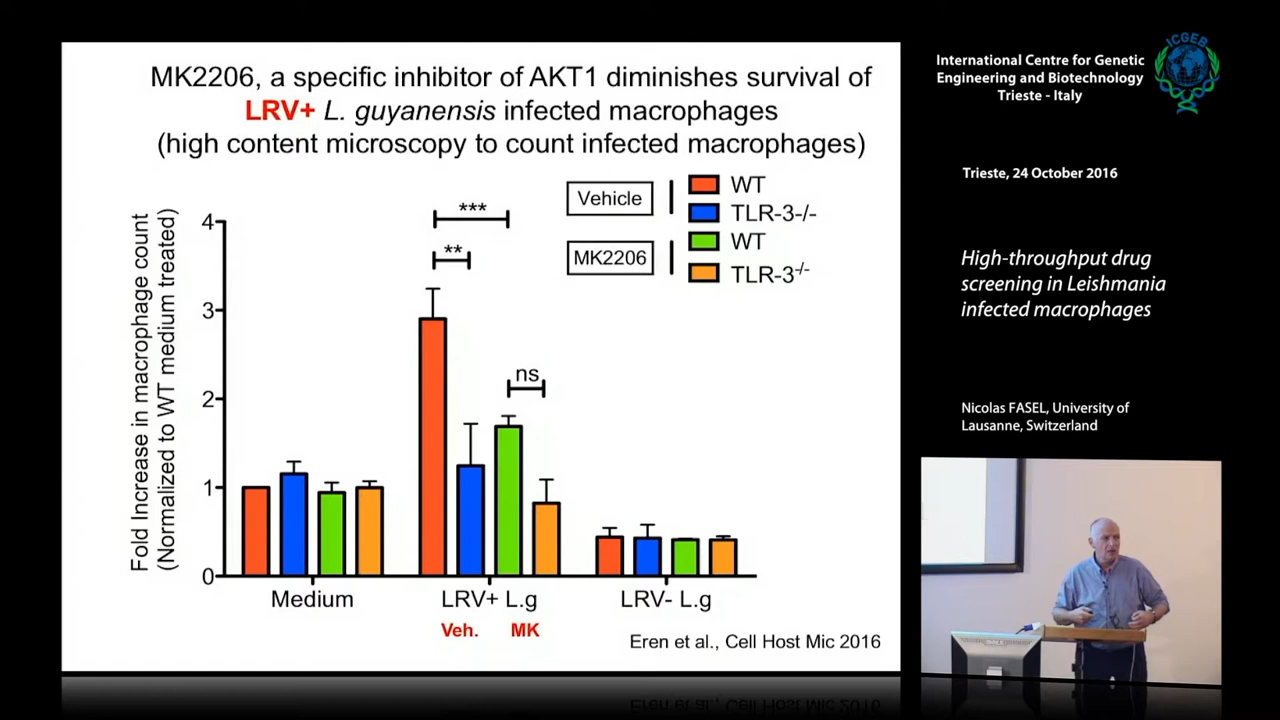 MK2206, a specific inhibitor of AKT1 diminishes survival of
LRV+ L. guyanensis infected macrophages
(high content microscopy to count infected macrophages)
Vehicle
WT
TLR-3-/-
MK2206
WT
TLR-3-/-
Fold Increase in macrophage count
(Normalized to WT medium treated)
4
3
2
1
0
***
**
ns
Medium
LRV+ L.g
LRV- L.g
Veh.
MK
Eren et al., Cell Host Mic 2016
ICGEB
International Centre for Genetic
Engineering and Biotechnology
Trieste - Italy
Trieste, 24 October 2016
High-throughput drug
screening in Leishmania
infected macrophages
Nicolas FASEL, University of
Lausanne, Switzerland